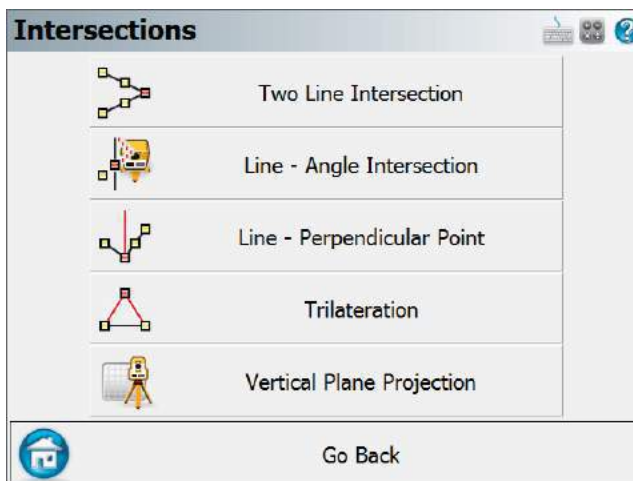 Intersections
Two Line Intersection
Line - Angle Intersection
Line - Perpendicular Point
Trilateration
Vertical Plane Projection
Go Back